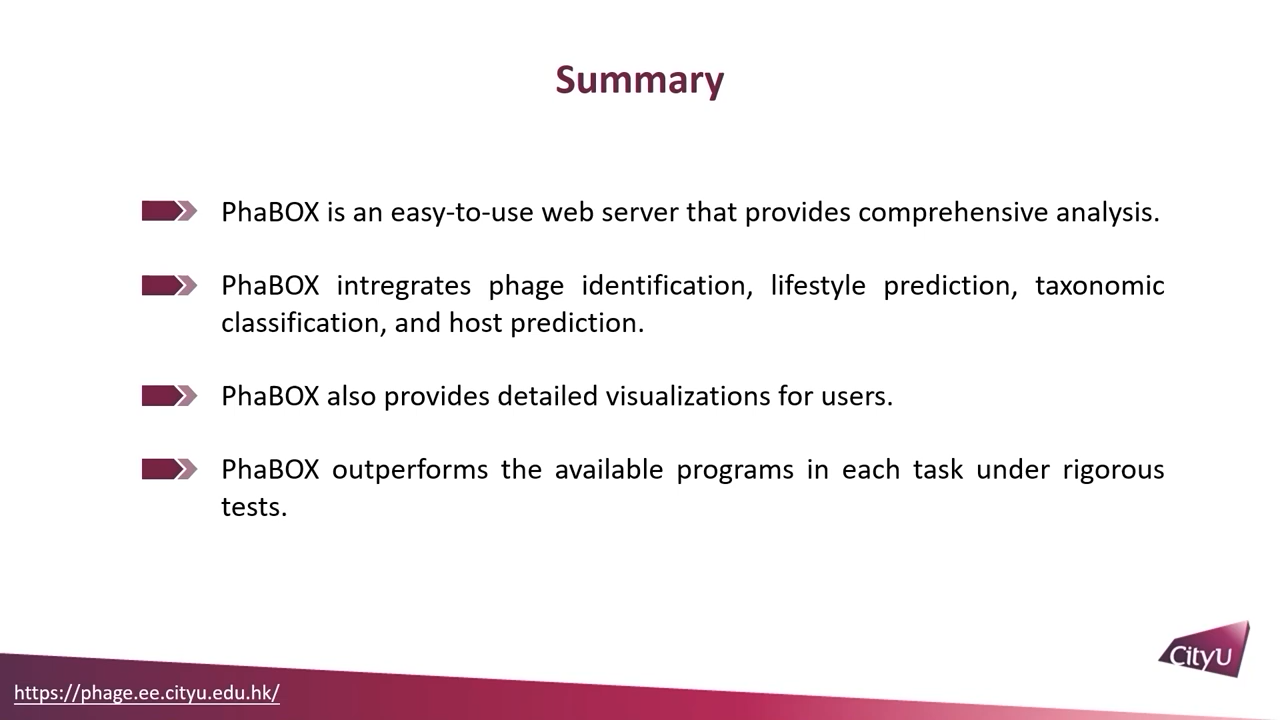 Summary
PhaBOX is an easy-to-use web server that provides comprehensive analysis.
PhaBOX intregrates phage identification, lifestyle prediction, taxonomic
classification, and host prediction.
PhaBOX also provides detailed visualizations for users.
PhaBOX outperforms the available programs in each task under rigorous
tests.
CityU
https://phage.ee.cityu.edu.hk/